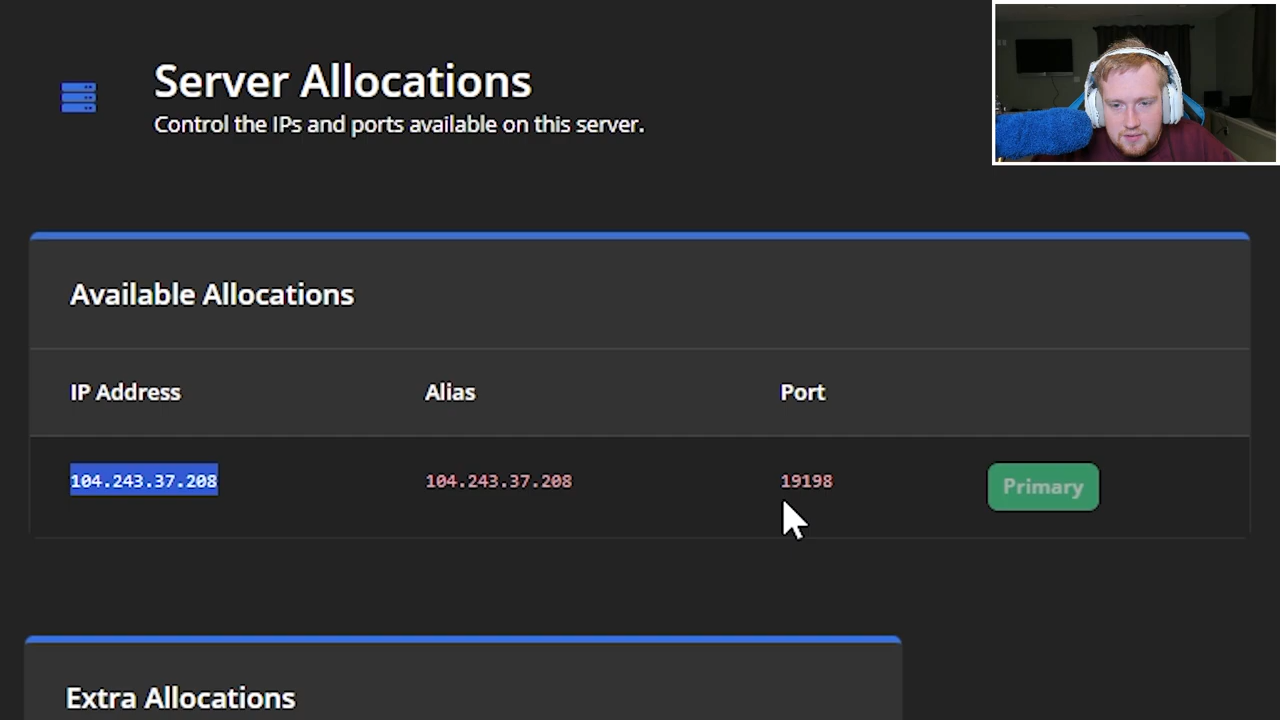 Server Allocations
Control the IPs and ports available on this server.
Available Allocations
IP Address Alias Port
104.243.37.208 104.243.37.208 19198 Primary
Extra Allocations